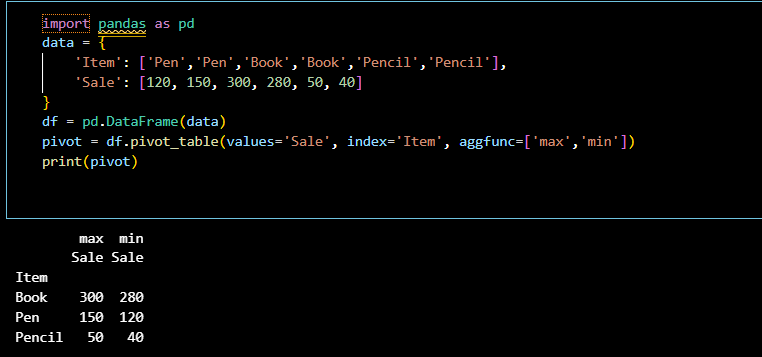 import pandas as pd
data = {
    'Item': ['Pen','Pen','Book','Book','Pencil','Pencil'],
    'Sale': [120, 150, 300, 280, 50, 40]
}
df = pd.DataFrame(data)
pivot = df.pivot_table(values='Sale', index='Item', aggfunc=['max','min'])
print(pivot)
        max  min
       Sale Sale
Item
Book    300  280
Pen     150  120
Pencil   50   40